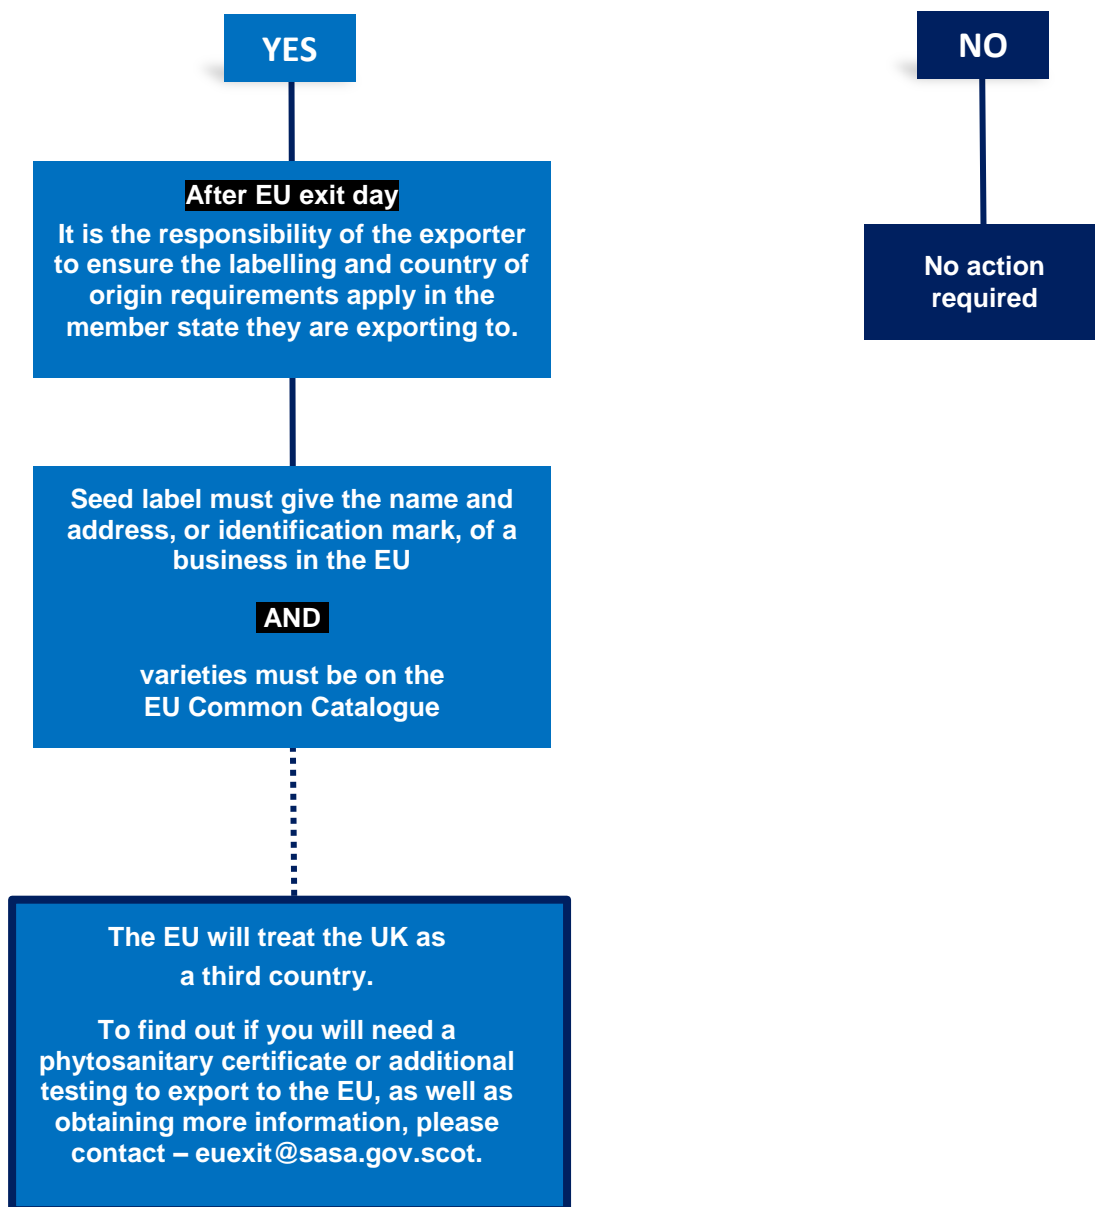 YES
After EU exit day
It is the responsibility of the exporter
to ensure the labelling and country of
origin requirements apply in the
member state they are exporting to.
Seed label must give the name and
address, or identification mark, of a
business in the EU
AND
varieties must be on the
EU Common Catalogue
The EU will treat the UK as
a third country.
To find out if you will need a
phytosanitary certificate or additional
testing to export to the EU, as well as
obtaining more information, please
contact – euexit@sasa.gov.scot.
NO
No action
required